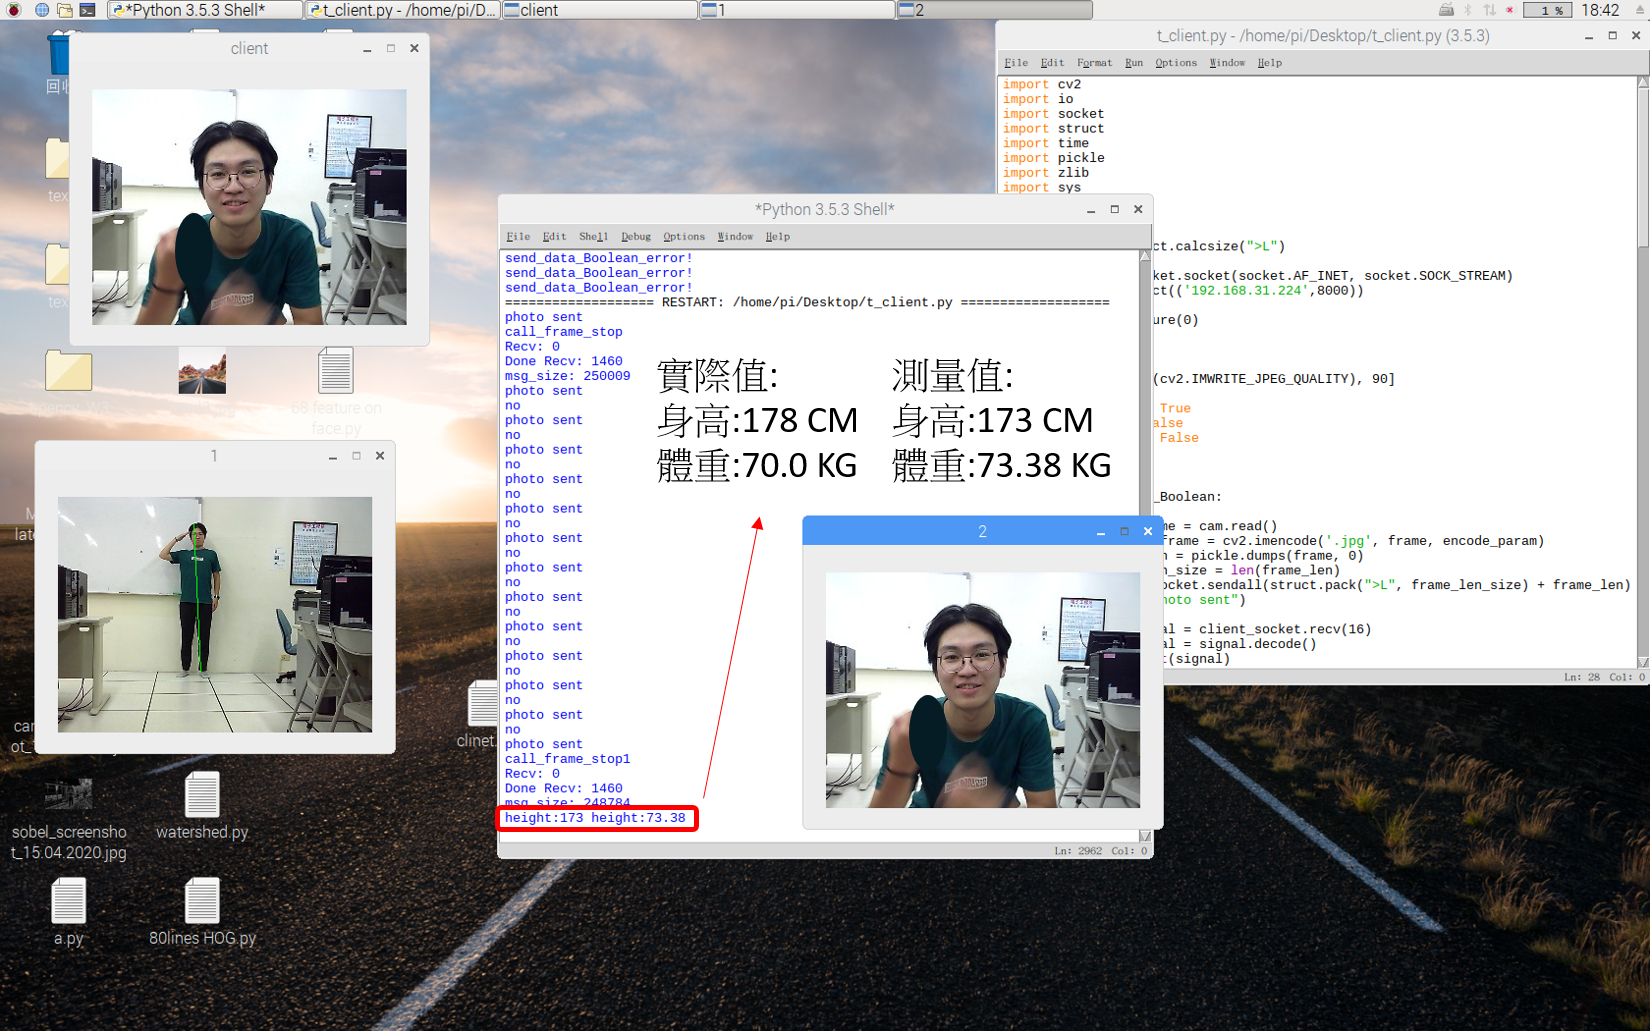 *Python 3.5.3 Shell*
t_client.py - /home/pi/D...
client
1
2
1 %
18:42
client
t_client.py - /home/pi/Desktop/t_client.py (3.5.3)
File Edit Format Run Options Window Help
import cv2
import io
import socket
import struct
import time
import pickle
import zlib
import sys
ct.calcsize(">L")
ket.socket(socket.AF_INET, socket.SOCK_STREAM)
ct(('192.168.31.224',8000))
ure(0)
(cv2.IMWRITE_JPEG_QUALITY), 90]
True
alse
False
_Boolean:
me = cam.read()
frame = cv2.imencode('.jpg', frame, encode_param)
n = pickle.dumps(frame, 0)
n_size = len(frame_len)
ocket.sendall(struct.pack(">L", frame_len_size) + frame_len)
hoto sent")
al = client_socket.recv(16)
al = signal.decode()
t(signal)
Ln: 28 Col: 0
*Python 3.5.3 Shell*
File Edit Shell Debug Options Window Help
send_data_Boolean_error!
send_data_Boolean_error!
send_data_Boolean_error!
=================== RESTART: /home/pi/Desktop/t_client.py ===================
photo sent
call_frame_stop
Recv: 0
Done Recv: 1460
msg_size: 250009
photo sent
no
photo sent
no
photo sent
no
photo sent
no
photo sent
no
photo sent
no
photo sent
no
photo sent
no
photo sent
no
photo sent
no
photo sent
no
photo sent
no
photo sent
call_frame_stop1
Recv: 0
Done Recv: 1460
msg_size: 248784
height:173 height:73.38
Ln: 2962 Col: 0
實際值:
身高:178 CM
體重:70.0 KG
測量值:
身高:173 CM
體重:73.38 KG
1
2
回收
tex
tex
68 feature on
face.py
clinet.
sobel_screensho
t_15.04.2020.jpg
watershed.py
a.py
80lines HOG.py